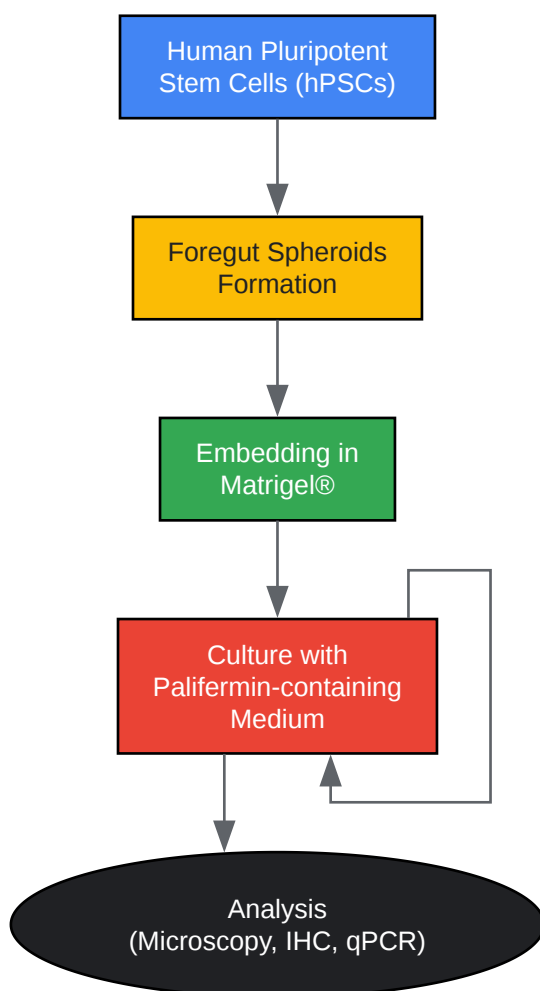 Human Pluripotent
Stem Cells (hPSCs)
Foregut Spheroids
Formation
Embedding in
Matrigel®
Culture with
Palifermin-containing
Medium
Analysis
(Microscopy, IHC, qPCR)